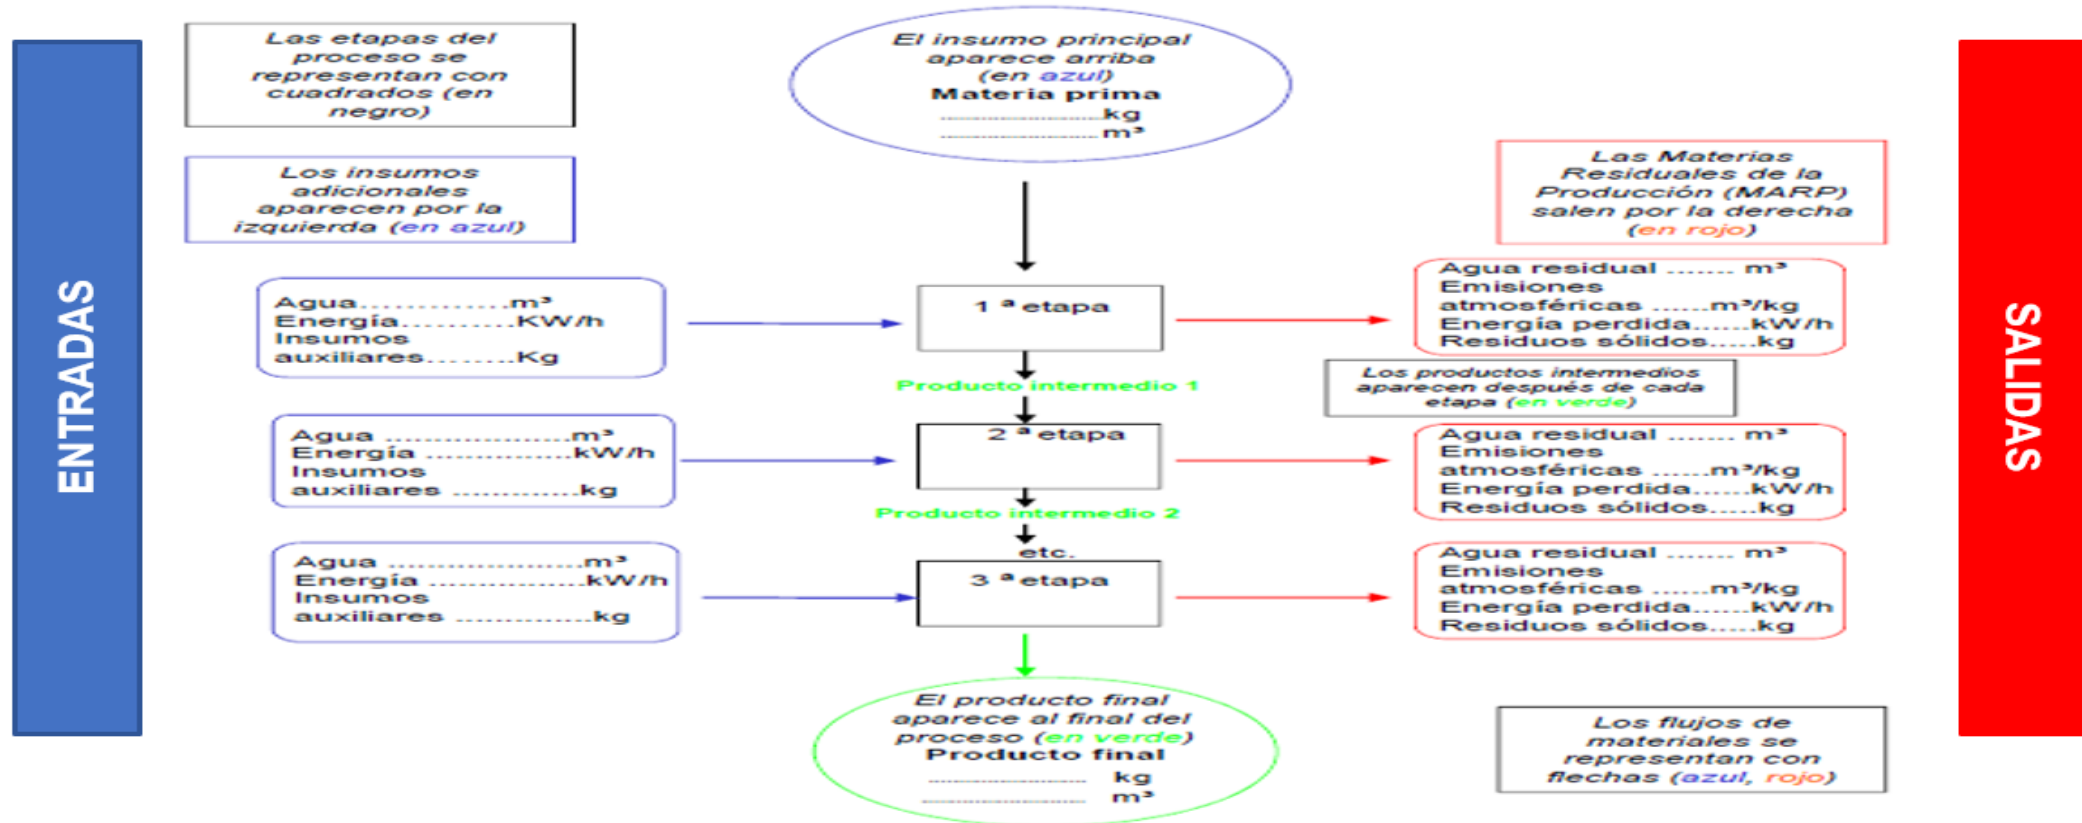 ENTRADAS
Las etapas del
proceso se
representan con
cuadrados (en
negro)
Los insumos
adicionales
aparecen por la
izquierda (en azul)
El insumo principal
aparece arriba
(en azul)
Materia prima
........................kg
........................m³
Las Materias
Residuales de la
Producción (MARP)
salen por la derecha
(en rojo)
Agua.............m³
Energía..........KW/h
Insumos
auxiliares........Kg
1 ª etapa
Agua residual ....... m³
Emisiones
atmosféricas ......m³/kg
Energía perdida......kW/h
Residuos sólidos.....kg
Producto intermedio 1
Los productos intermedios
aparecen después de cada
etapa (en verde)
Agua ...................m³
Energía ...............kW/h
Insumos
auxiliares .............kg
2 ª etapa
Agua residual ....... m³
Emisiones
atmosféricas ......m³/kg
Energía perdida......kW/h
Residuos sólidos.....kg
Producto intermedio 2
etc.
Agua ....................m³
Energía ................kW/h
Insumos
auxiliares ..............kg
3 ª etapa
Agua residual ....... m³
Emisiones
atmosféricas ......m³/kg
Energía perdida......kW/h
Residuos sólidos.....kg
El producto final
aparece al final del
proceso (en verde)
Producto final
........................ kg
........................ m³
Los flujos de
materiales se
representan con
flechas (azul, rojo)
SALIDAS